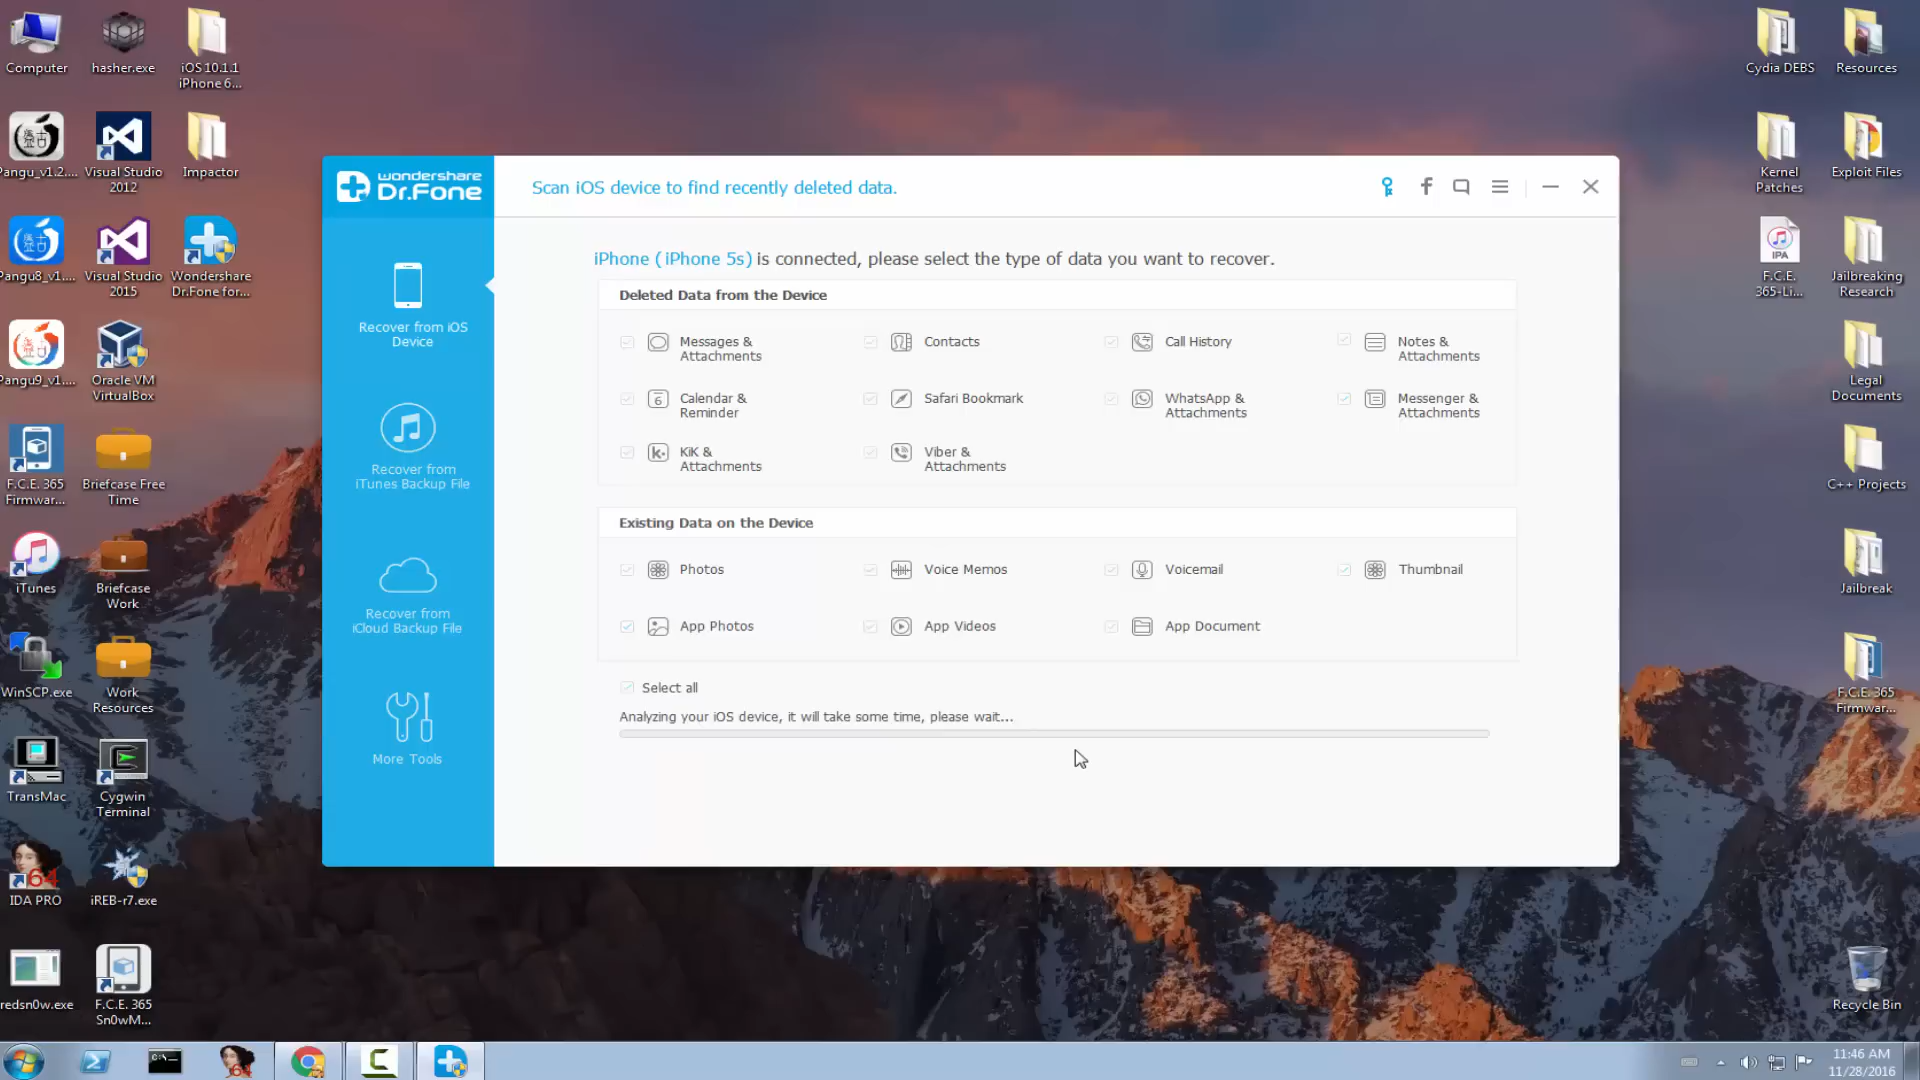 Computer
hasher.exe
iOS 10.1.1
iPhone 6...
Pangu_v1.2....
Visual Studio
2012
Impactor
Pangu8_v1....
Visual Studio
2015
Wondershare
Dr.Fone for...
Pangu9_v1....
Oracle VM
VirtualBox
F.C.E. 365
Firmwar...
Briefcase Free
Time
iTunes
Briefcase
Work
WinSCP.exe
Work
Resources
TransMac
Cygwin
Terminal
64
IDA PRO
iREB-r7.exe
redsn0w.exe
F.C.E. 365
Sn0wM...
wondershare
Dr.Fone
Scan iOS device to find recently deleted data.
Recover from iOS
Device
Recover from
iTunes Backup File
Recover from
iCloud Backup File
More Tools
iPhone ( iPhone 5s) is connected, please select the type of data you want to recover.
Deleted Data from the Device
Messages &
Attachments
Contacts
Call History
Notes &
Attachments
6
Calendar &
Reminder
Safari Bookmark
WhatsApp &
Attachments
Messenger &
Attachments
k
KiK &
Attachments
Viber &
Attachments
Existing Data on the Device
Photos
Voice Memos
Voicemail
Thumbnail
App Photos
App Videos
App Document
Select all
Analyzing your iOS device, it will take some time, please wait...
Cydia DEBS
Resources
Kernel
Patches
Exploit Files
IPA
F.C.E.
365-Li...
Jailbreaking
Research
Legal
Documents
C++ Projects
Jailbreak
F.C.E. 365
Firmwar...
Recycle Bin
11:46 AM
11/28/2016